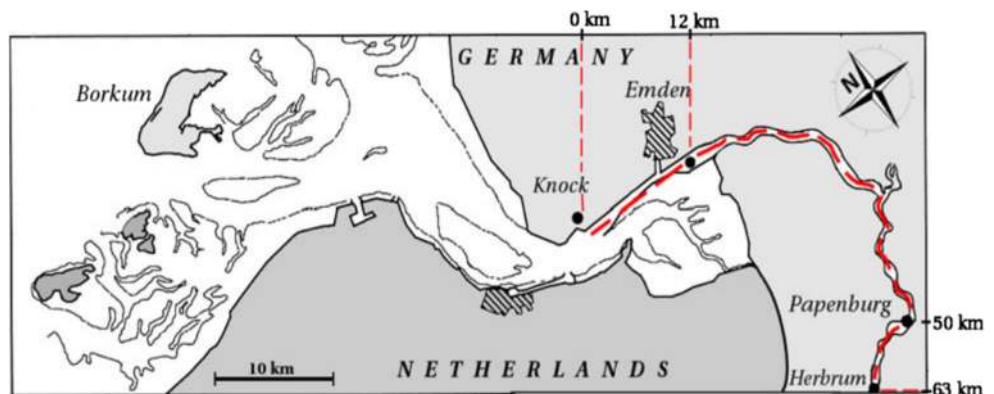 0 km
12 km
GERMANY
Borkum
Emden
N
Knock
Papenburg
50 km
10 km
NETHERLANDS
Herbrum
63 km